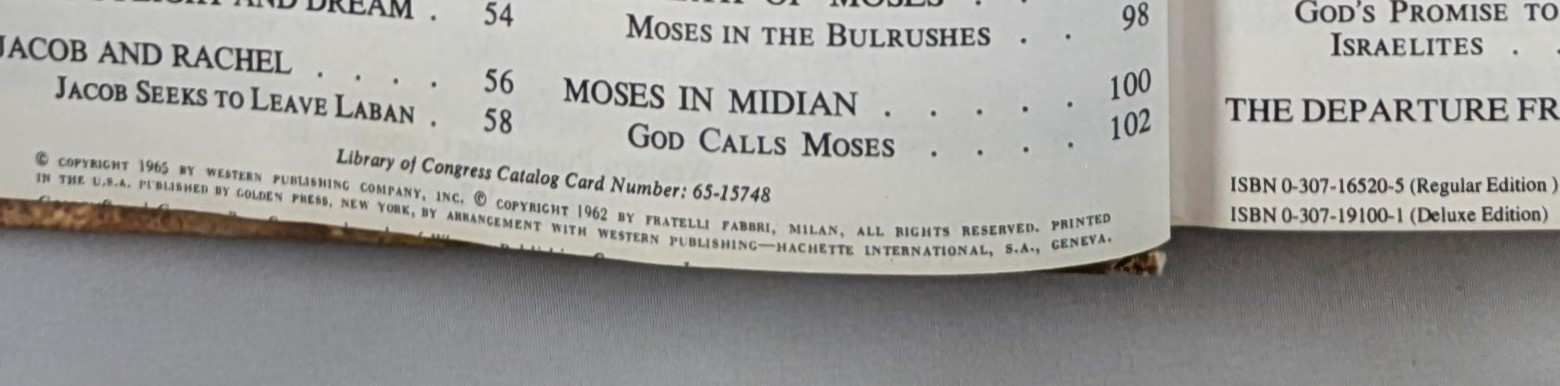 AND DREAM . 54
JACOB AND RACHEL . . . . 56
JACOB SEEKS TO LEAVE LABAN . 58
MOSES IN THE BULRUSHES . . 98
MOSES IN MIDIAN . . . . . 100
GOD CALLS MOSES . . . . 102
Library of Congress Catalog Card Number: 65-15748
© COPYRIGHT 1965 BY WESTERN PUBLISHING COMPANY, INC. © COPYRIGHT 1962 BY FRATELLI FABBRI, MILAN, ALL RIGHTS RESERVED. PRINTED
IN THE U.S.A. PUBLISHED BY GOLDEN PRESS, NEW YORK, BY ARRANGEMENT WITH WESTERN PUBLISHING—HACHETTE INTERNATIONAL, S.A., GENEVA.
GOD'S PROMISE TO
ISRAELITES . .
THE DEPARTURE FR
ISBN 0-307-16520-5 (Regular Edition )
ISBN 0-307-19100-1 (Deluxe Edition)